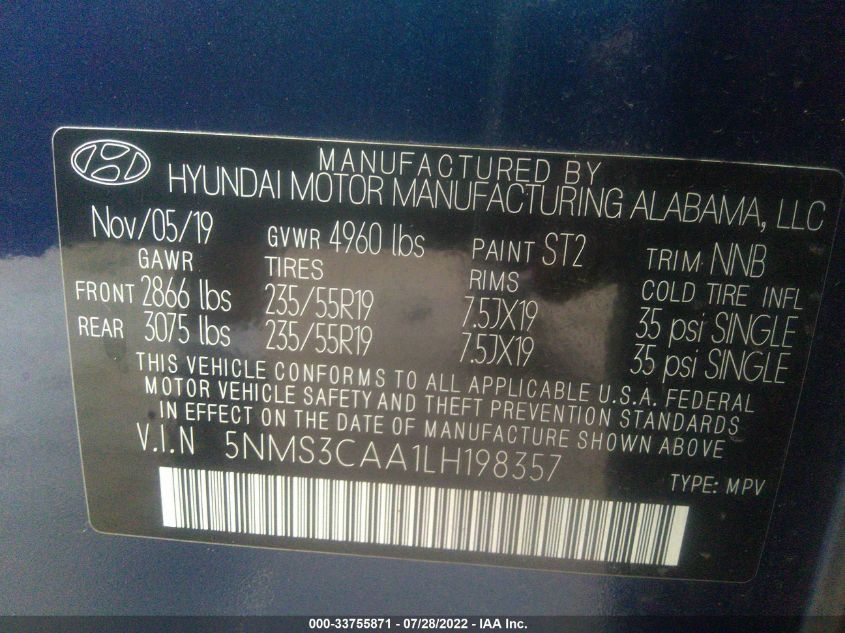 MANUFACTURED BY
HYUNDAI MOTOR MANUFACTURING ALABAMA, LLC
Nov/05/19 GVWR 4960 lbs PAINT ST2 TRIM NNB
GAWR TIRES RIMS COLD TIRE INFL
FRONT 2866 lbs 235/55R19 7.5JX19 35 psi SINGLE
REAR 3075 lbs 235/55R19 7.5JX19 35 psi SINGLE
THIS VEHICLE CONFORMS TO ALL APPLICABLE U.S.A. FEDERAL
MOTOR VEHICLE SAFETY AND THEFT PREVENTION STANDARDS
IN EFFECT ON THE DATE OF MANUFACTURE SHOWN ABOVE
V.I.N 5NMS3CAA1LH198357
TYPE: MPV
000-33755871 - 07/28/2022 - IAA Inc.